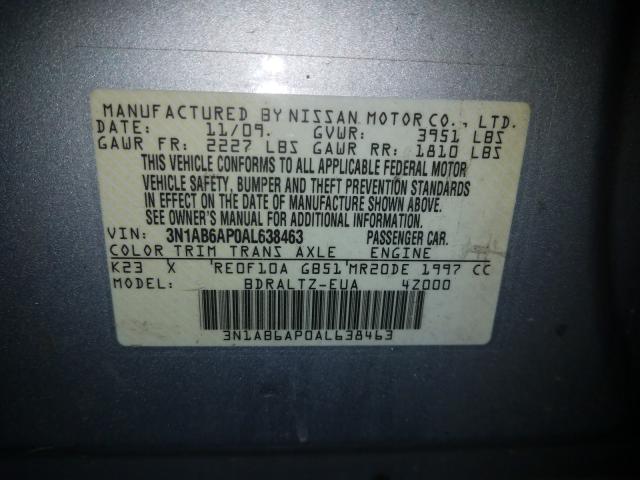 MANUFACTURED BY NISSAN MOTOR CO., LTD.
DATE: 11/09. GVWR: 3951 LBS
GAWR FR: 2227 LBS GAWR RR: 1810 LBS
THIS VEHICLE CONFORMS TO ALL APPLICABLE FEDERAL MOTOR
VEHICLE SAFETY, BUMPER AND THEFT PREVENTION STANDARDS
IN EFFECT ON THE DATE OF MANUFACTURE SHOWN ABOVE.
SEE OWNER'S MANUAL FOR ADDITIONAL INFORMATION.
VIN: 3N1AB6AP0AL638463 PASSENGER CAR.
COLOR TRIM TRANS AXLE ENGINE
K23 X 'RE0F10A GB51'MR20DE 1997 CC
MODEL: BDRALTZ-EUA 4Z000
3N1AB6AP0AL638463